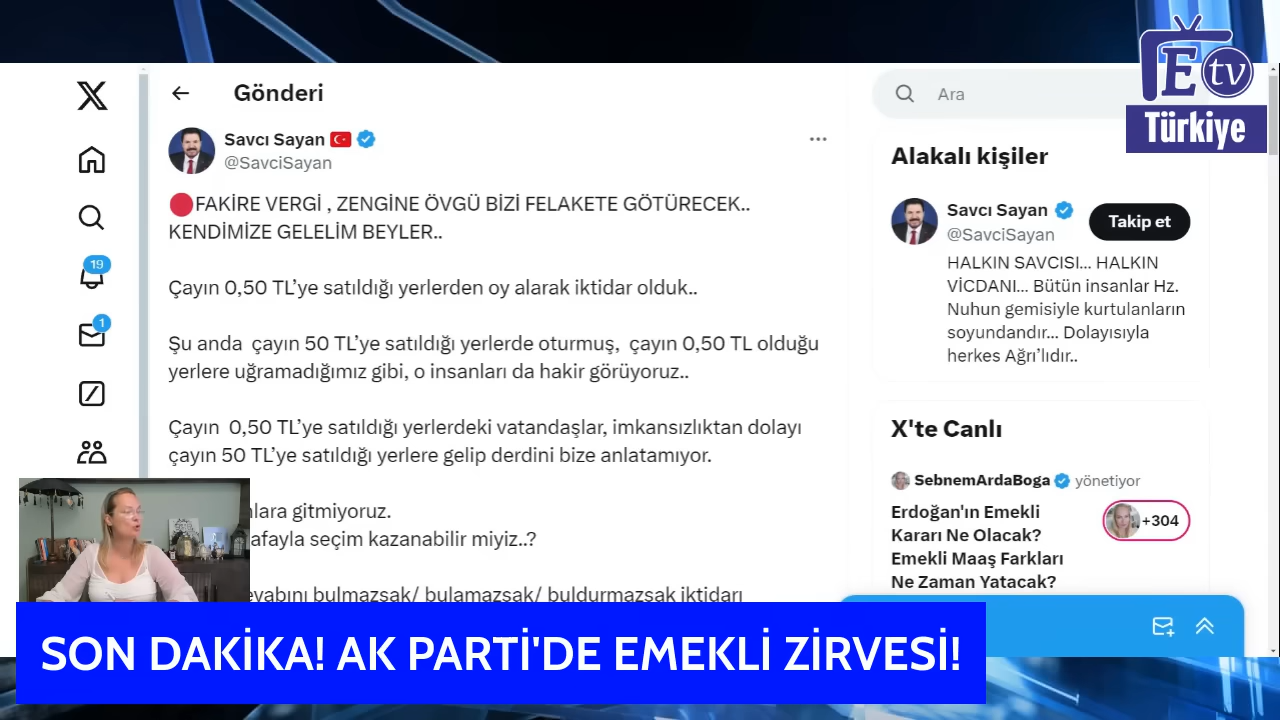 E tv
Türkiye
Gönderi
Ara
Savcı Sayan
@SavciSayan
FAKİRE VERGİ , ZENGİNE ÖVGÜ BİZİ FELAKETE GÖTÜRECEK..
KENDİMİZE GELELİM BEYLER..
Çayın 0,50 TL’ye satıldığı yerlerden oy alarak iktidar olduk..
Şu anda çayın 50 TL’ye satıldığı yerlerde oturmuş, çayın 0,50 TL olduğu
yerlere uğramadığımız gibi, o insanları da hakir görüyoruz..
Çayın 0,50 TL’ye satıldığı yerlerdeki vatandaşlar, imkansızlıktan dolayı
çayın 50 TL’ye satıldığı yerlere gelip derdini bize anlatamıyor.
gitmiyoruz.
seçim kazanabilir miyiz..?
bulmazsak/ bulamazsak/ buldurmazsak iktidarı
Alakalı kişiler
Savcı Sayan
@SavciSayan
Takip et
HALKIN SAVCISI... HALKIN
VİCDANI... Bütün insanlar Hz.
Nuhun gemisiyle kurtulanların
soyundandır... Dolayısıyla
herkes Ağrı’lıdır..
X'te Canlı
SebnemArdaBoga yönetiyor
Erdoğan'ın Emekli
Kararı Ne Olacak?
Emekli Maaş Farkları
Ne Zaman Yatacak?
+304
19
1
SON DAKİKA! AK PARTİ'DE EMEKLİ ZİRVESİ!